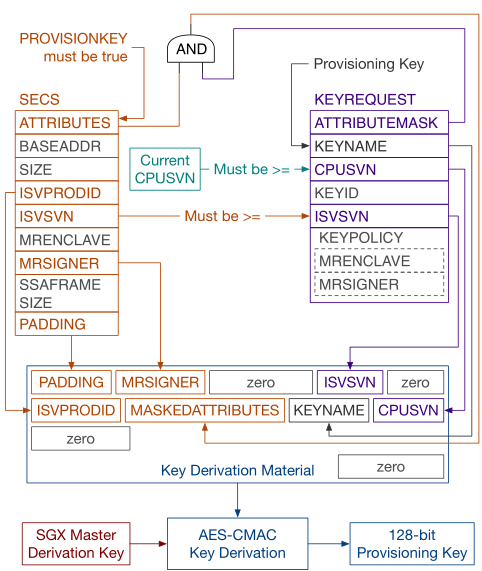 PROVISIONKEY
must be true
AND
Provisioning Key
SECS
ATTRIBUTES
BASEADDR
SIZE
ISVPRODID
ISVSVN
MRENCLAVE
MRSIGNER
SSAFRAME
SIZE
PADDING
Current
CPUSVN
Must be >=
Must be >=
KEYREQUEST
ATTRIBUTEMASK
KEYNAME
CPUSVN
KEYID
ISVSVN
KEYPOLICY
MRENCLAVE
MRSIGNER
PADDING MRSIGNER zero ISVSVN zero
ISVPRODID MASKEDATTRIBUTES KEYNAME CPUSVN
zero
Key Derivation Material zero
SGX Master
Derivation Key
AES-CMAC
Key Derivation
128-bit
Provisioning Key